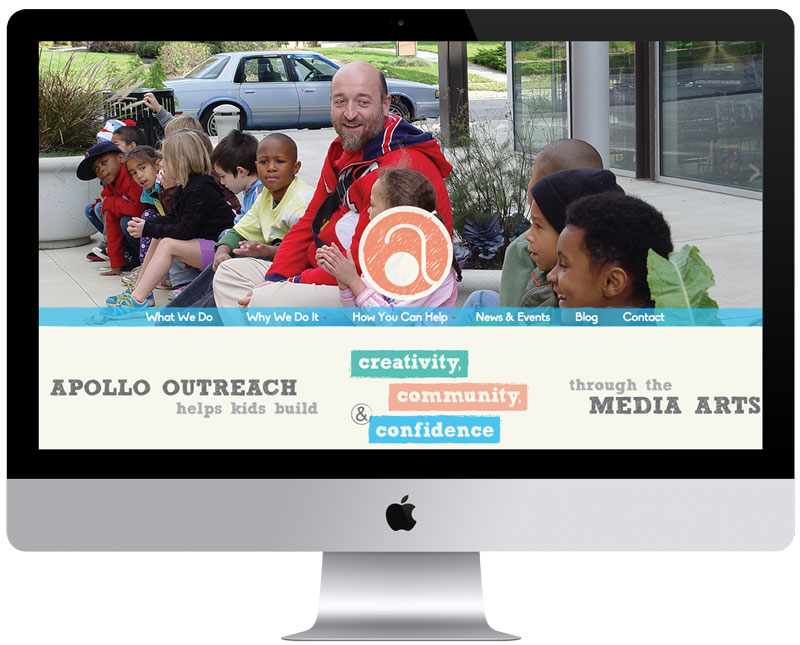 a
What We Do Why We Do It How You Can Help News & Events Blog Contact
APOLLO OUTREACH
helps kids build
creativity,
community,
&
confidence
through the
MEDIA ARTS